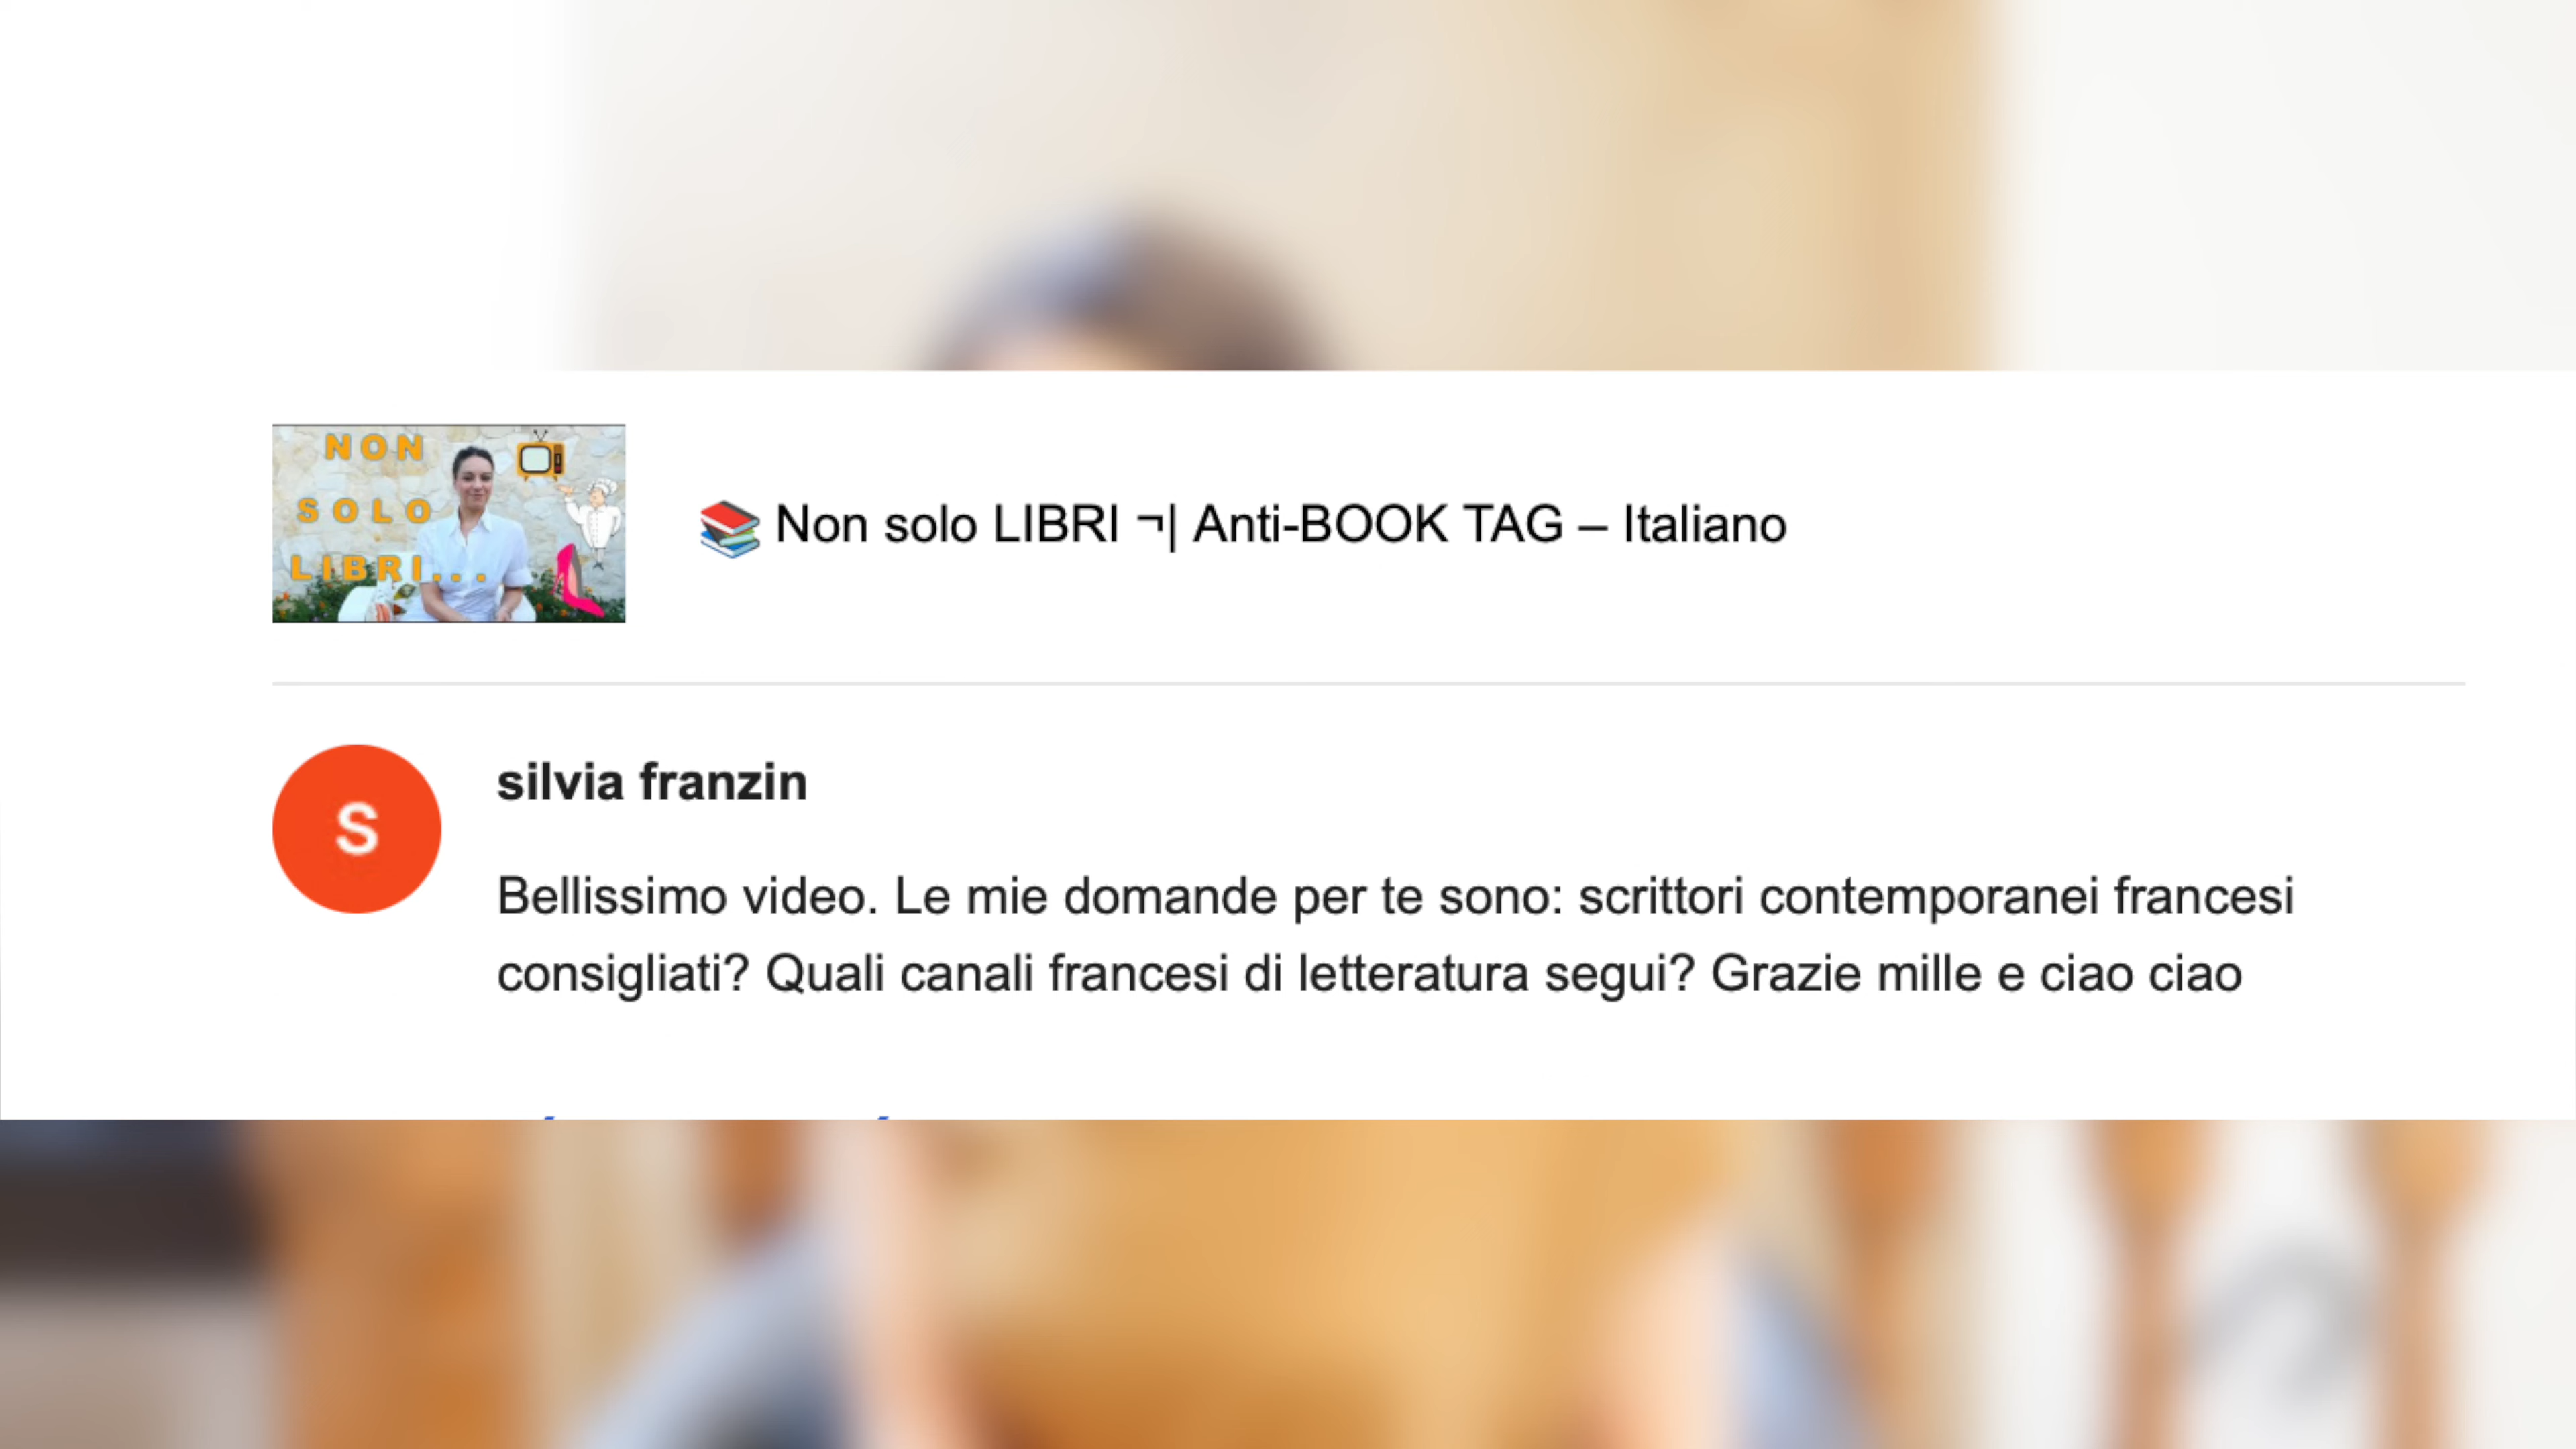 NON
SOLO
LIBRI...
📚 Non solo LIBRI ¬| Anti-BOOK TAG – Italiano
S
silvia franzin
Bellissimo video. Le mie domande per te sono: scrittori contemporanei francesi
consigliati? Quali canali francesi di letteratura segui? Grazie mille e ciao ciao